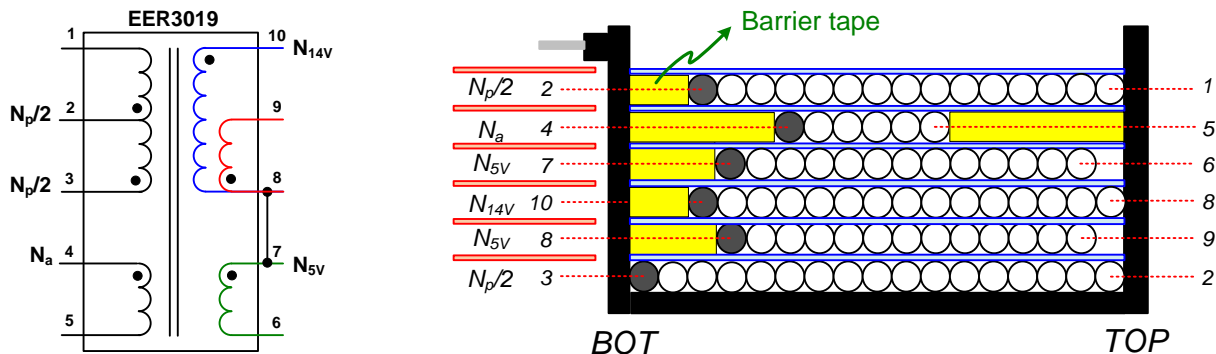 EER3019
1
10
N14V
2
Np/2
9
3
Np/2
8
4
Na
7
N5V
5
6
Barrier tape
Np/2 2 1
Na 4 5
N5V 7 6
N14V 10 8
N5V 8 9
Np/2 3 2
BOT TOP